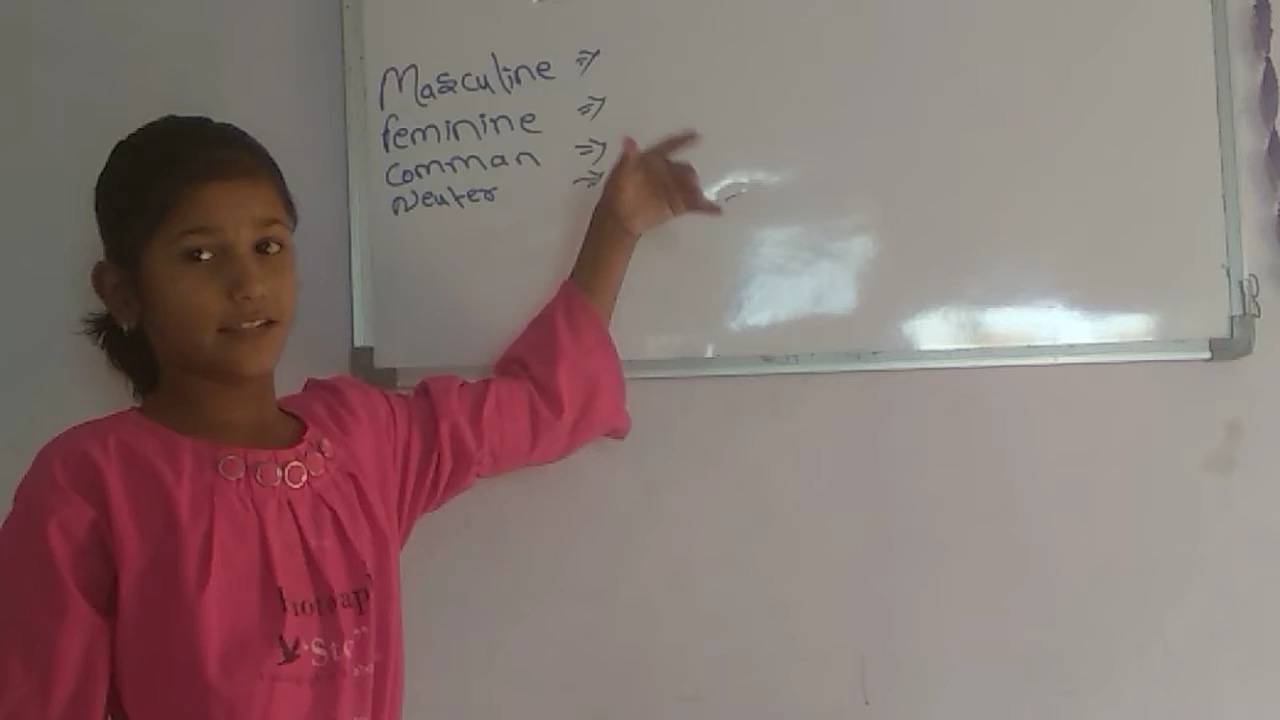 Masculine ⇒
feminine ⇒
comman ⇒
Neuter ⇒